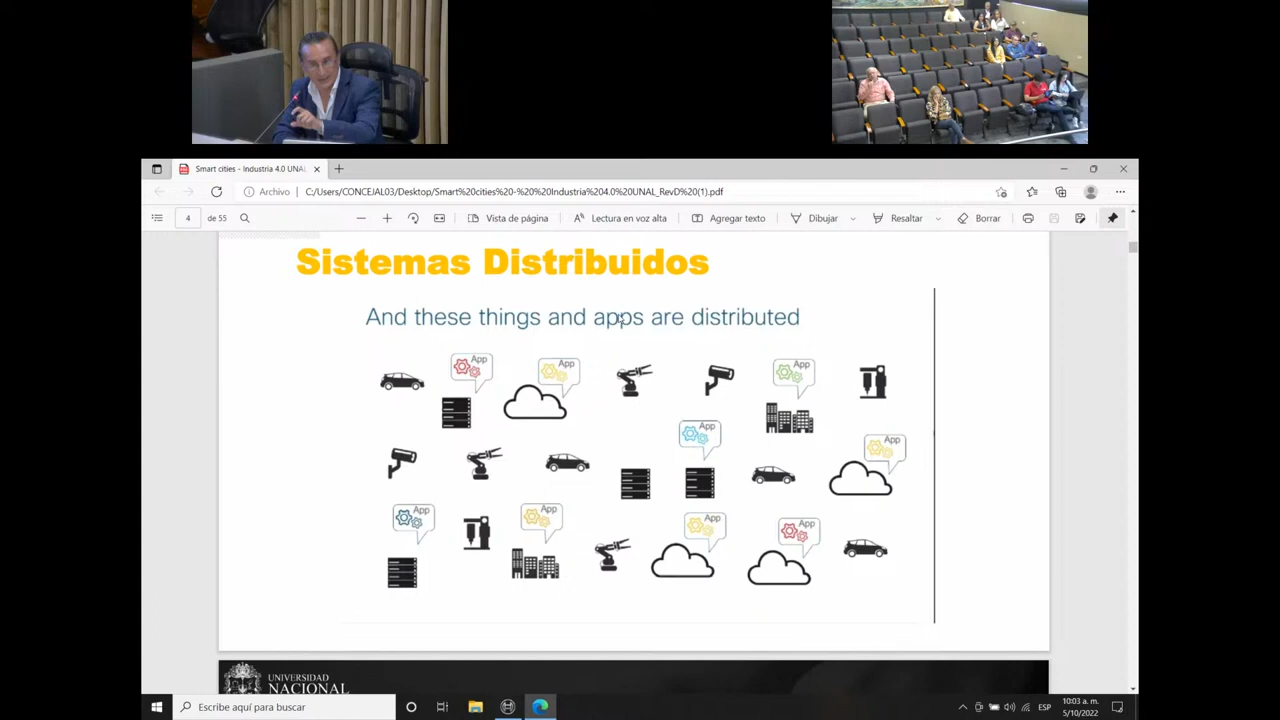 Smart cities - Industria 4.0 UNAL
Archivo
C:/Users/CONCEJAL03/Desktop/Smart%20cities%20-%20%20Industria%204.0%20UNAL_RevD%20(1).pdf
4 de 55
Vista de página
Lectura en voz alta
Agregar texto
Dibujar
Resaltar
Borrar
Sistemas Distribuidos
And these things and apps are distributed
App
App
App
App
App
App
App
App
App
UNIVERSIDAD
NACIONAL
Escribe aquí para buscar
ESP
10:03 a. m.
5/10/2022